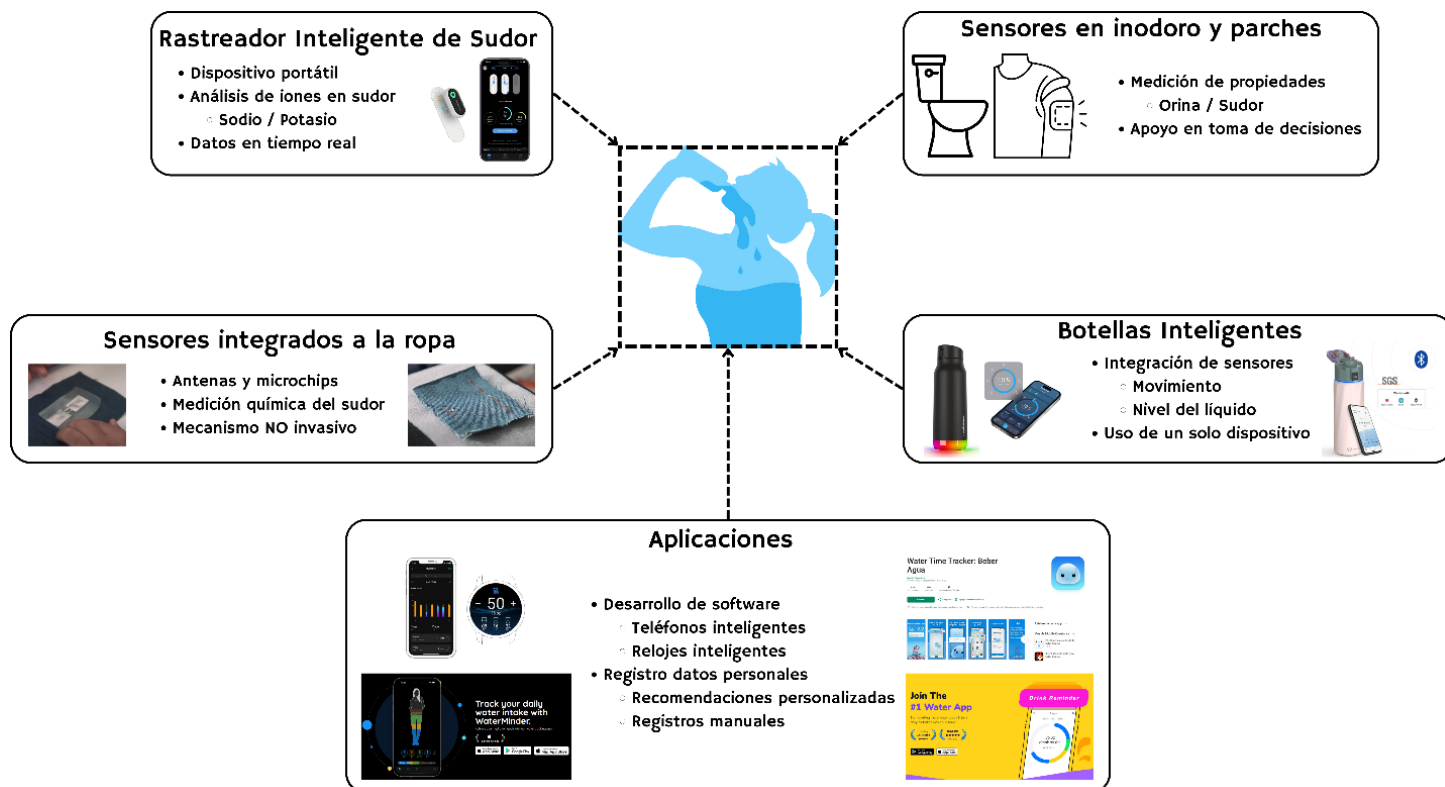 Rastreador Inteligente de Sudor
• Dispositivo portátil
• Análisis de iones en sudor
○ Sodio / Potasio
• Datos en tiempo real
Sensores en inodoro y parches
• Medición de propiedades
○ Orina / Sudor
• Apoyo en toma de decisiones
Sensores integrados a la ropa
• Antenas y microchips
• Medición química del sudor
• Mecanismo NO invasivo
Botellas Inteligentes
• Integración de sensores
○ Movimiento
○ Nivel del líquido
• Uso de un solo dispositivo
SGS
Aplicaciones
- 50 +
• Desarrollo de software
○ Teléfonos inteligentes
○ Relojes inteligentes
• Registro datos personales
○ Recomendaciones personalizadas
○ Registros manuales
Water Time Tracker: Beber
Agua
Track your daily
water intake with
WaterMinder.
Google Play
Join The
#1 Water App
Drink Reminder